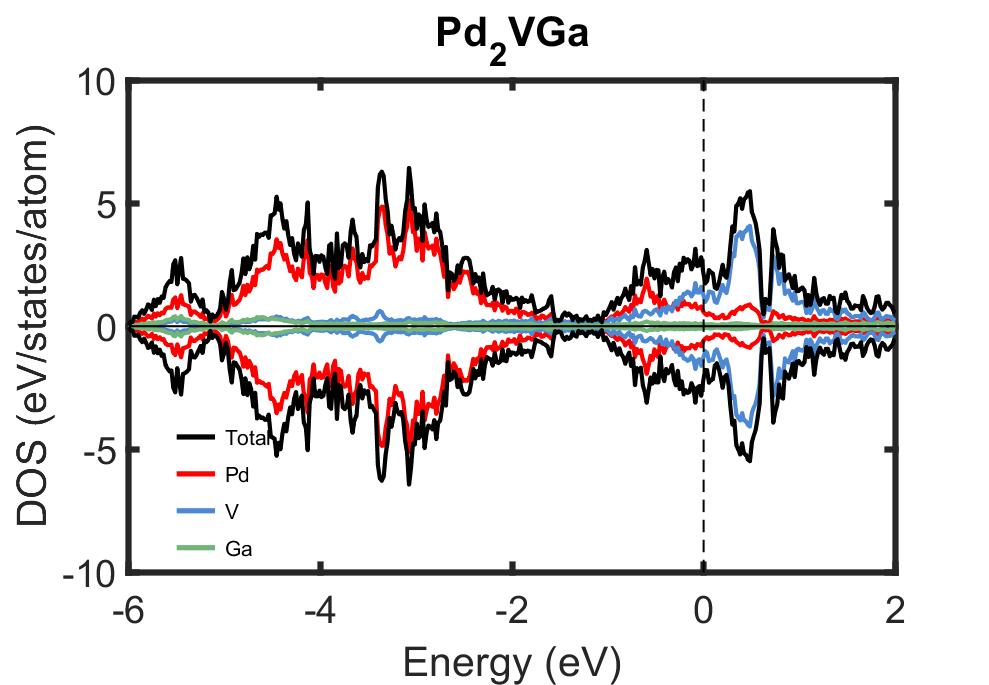 Pd₂VGa
DOS (eV/states/atom)
10
5
0
-5
-10
Total
Pd
V
Ga
-6 -4 -2 0 2
Energy (eV)